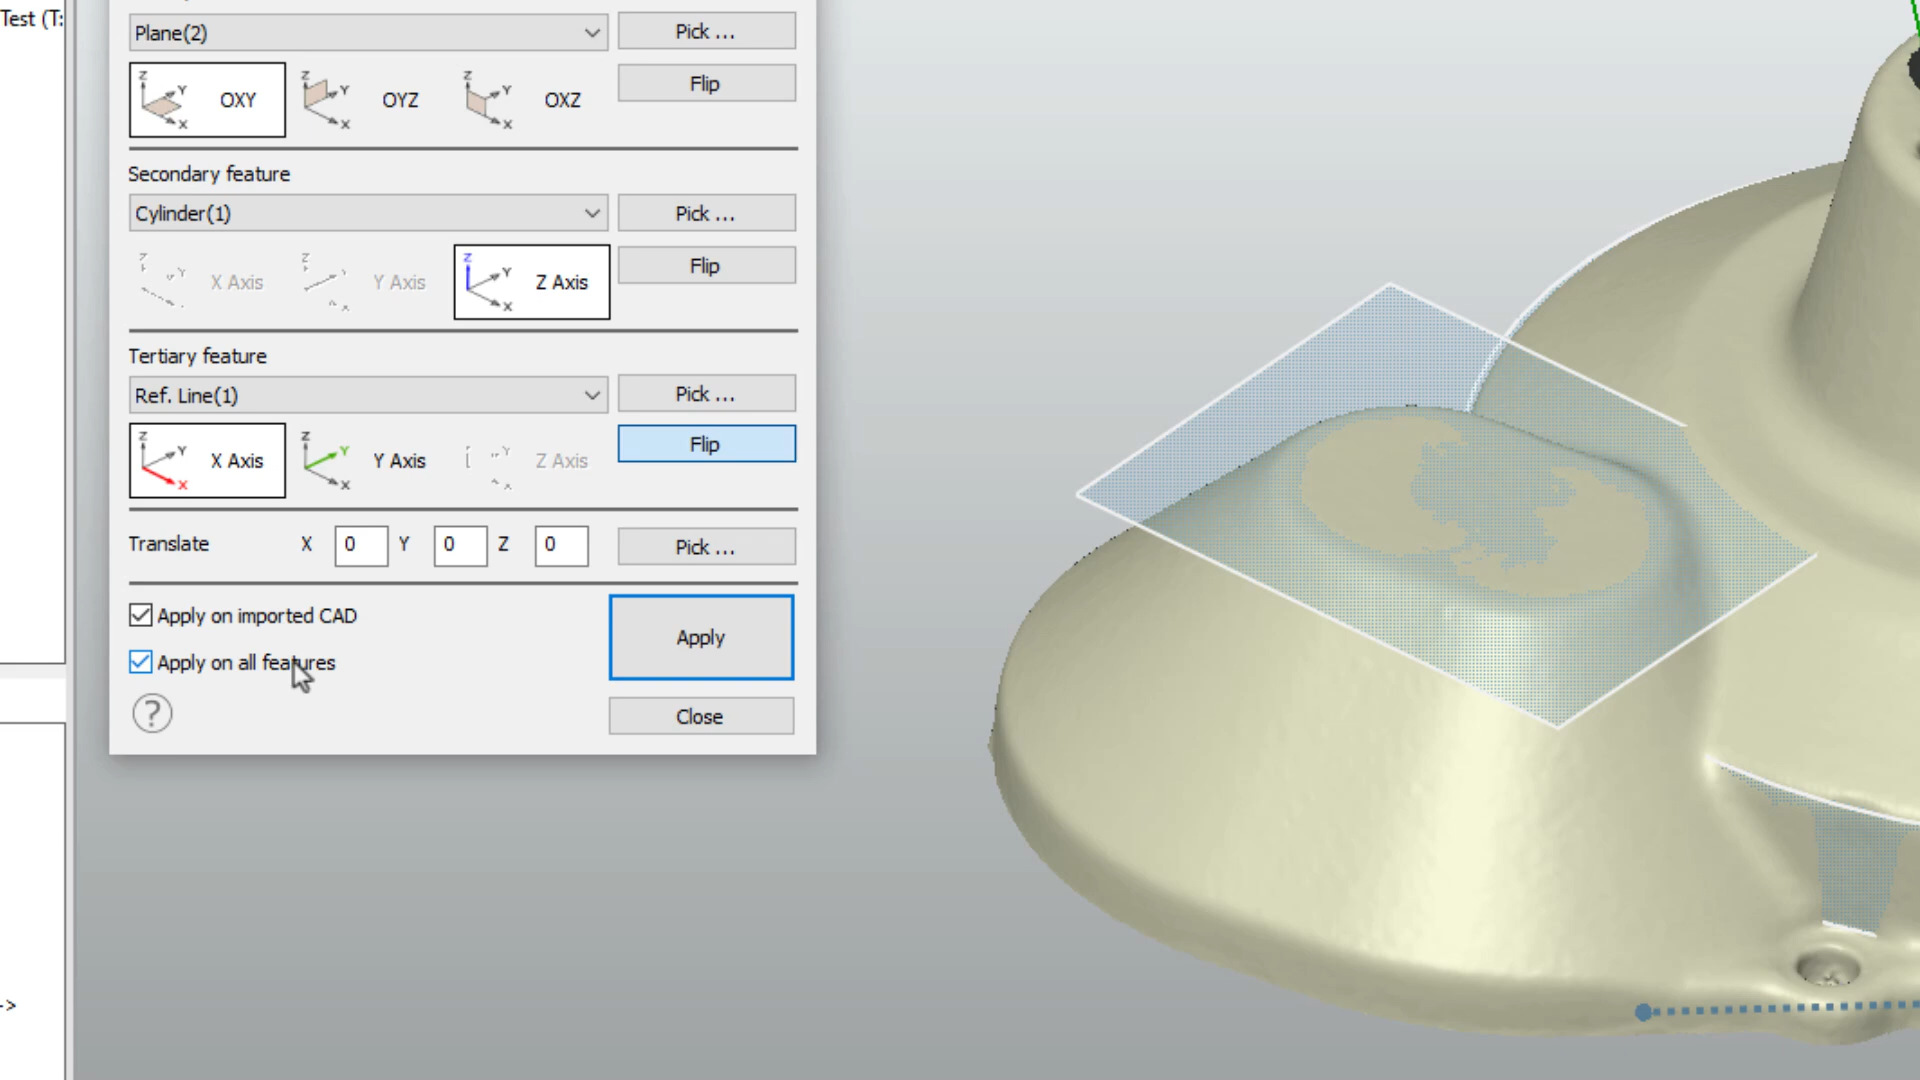 Test (T:
Plane(2)
Pick ...
Z Y X OXY
Z Y X OYZ
Z Y X OXZ
Flip
Secondary feature
Cylinder(1)
Pick ...
Z Y X Axis
Z Y X Y Axis
Z Y X Z Axis
Flip
Tertiary feature
Ref. Line(1)
Pick ...
Z Y X X Axis
Z Y X Y Axis
Y X Z Axis
Flip
Translate X 0 Y 0 Z 0
Pick ...
Apply on imported CAD
Apply on all features
Apply
?
Close
->